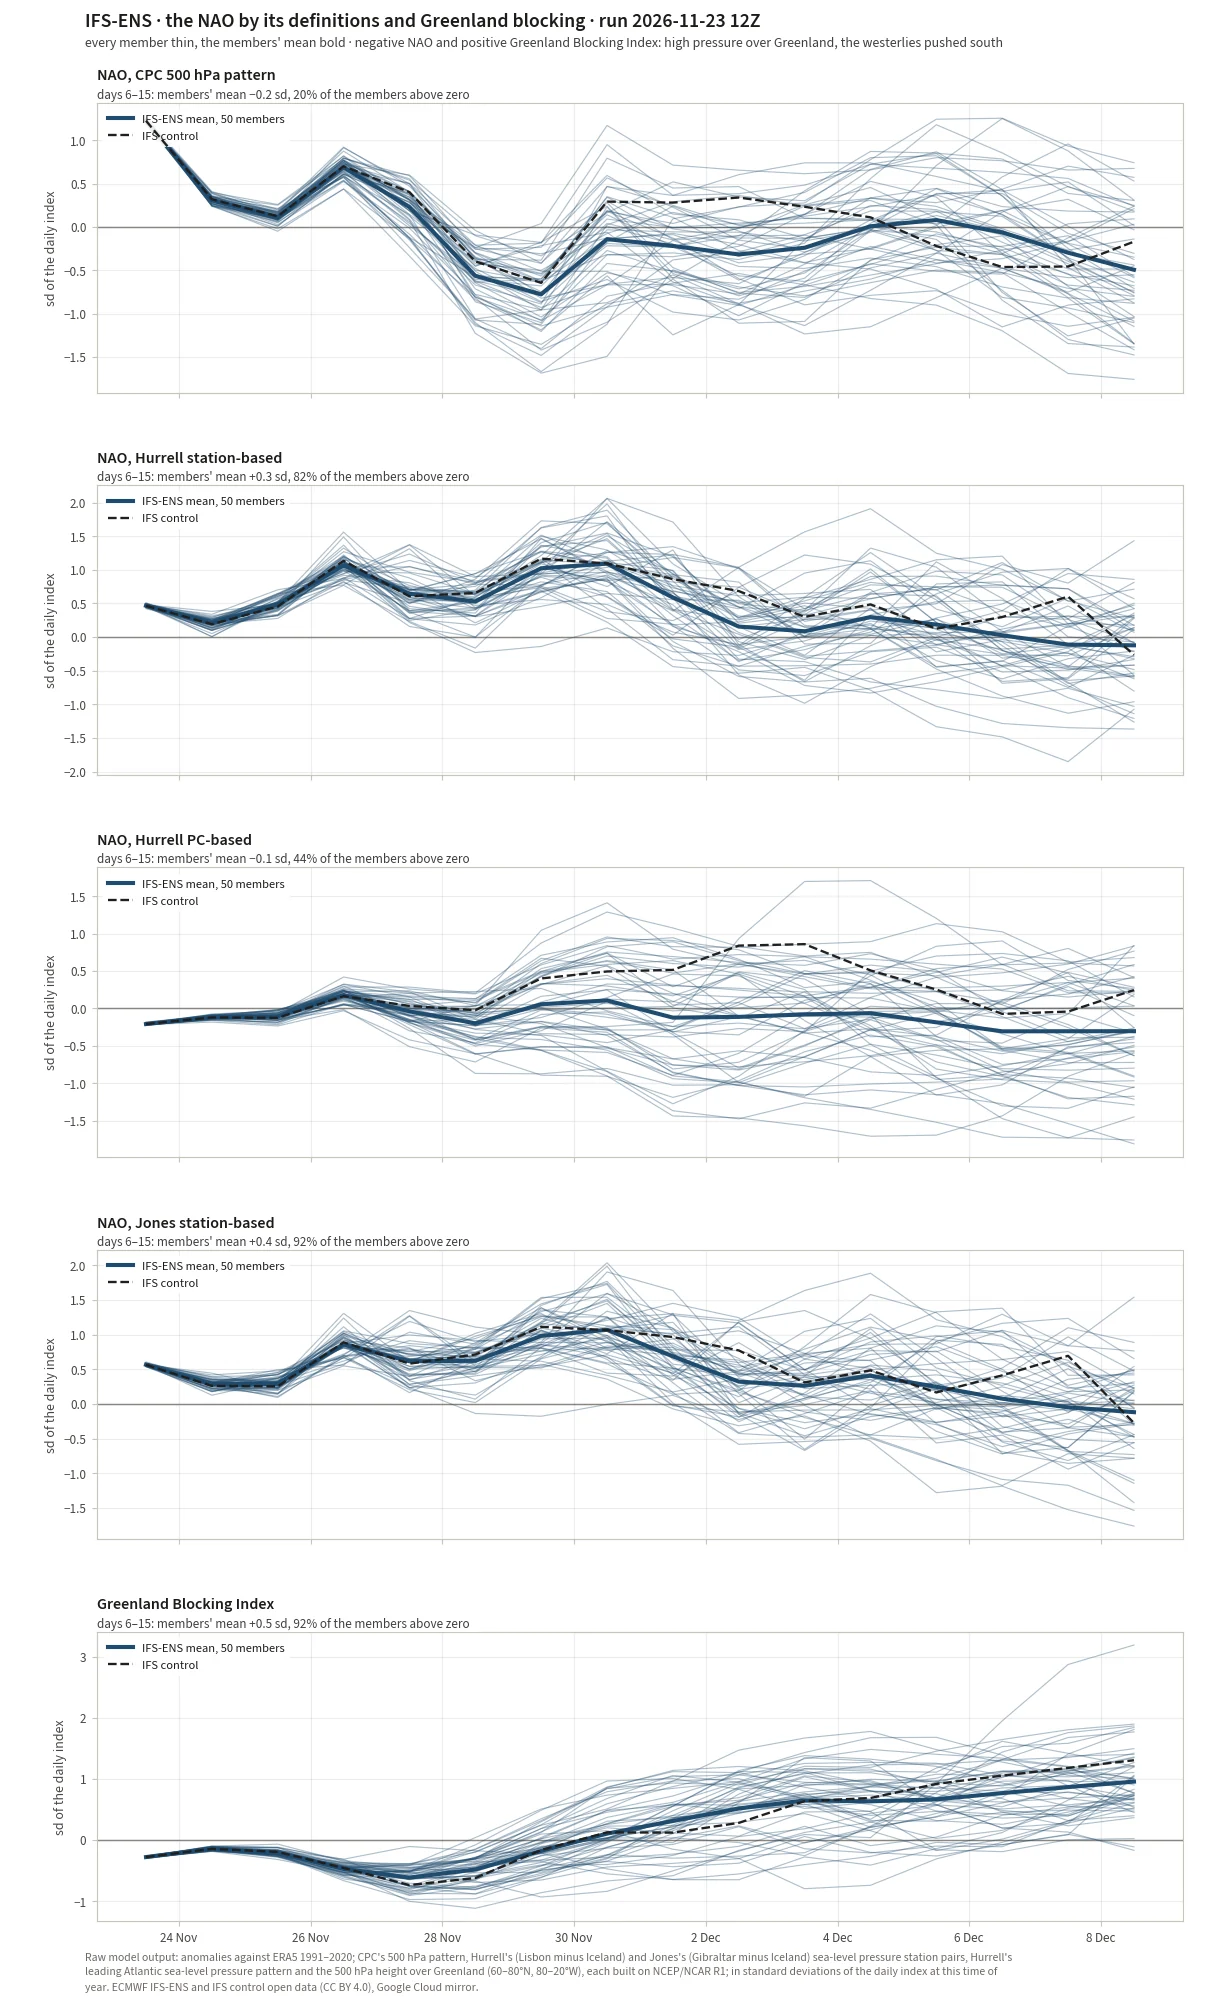 IFS-ENS · the NAO by its definitions and Greenland blocking · run 2026-11-23 12Z
every member thin, the members' mean bold · negative NAO and positive Greenland Blocking Index: high pressure over Greenland, the westerlies pushed south
NAO, CPC 500 hPa pattern
days 6–15: members' mean −0.2 sd, 20% of the members above zero
IFS-ENS mean, 50 members
IFS control
sd of the daily index
1.0
0.5
0.0
−0.5
−1.0
−1.5
NAO, Hurrell station-based
days 6–15: members' mean +0.3 sd, 82% of the members above zero
IFS-ENS mean, 50 members
IFS control
sd of the daily index
2.0
1.5
1.0
0.5
0.0
−0.5
−1.0
−1.5
−2.0
NAO, Hurrell PC-based
days 6–15: members' mean −0.1 sd, 44% of the members above zero
IFS-ENS mean, 50 members
IFS control
sd of the daily index
1.5
1.0
0.5
0.0
−0.5
−1.0
−1.5
NAO, Jones station-based
days 6–15: members' mean +0.4 sd, 92% of the members above zero
IFS-ENS mean, 50 members
IFS control
sd of the daily index
2.0
1.5
1.0
0.5
0.0
−0.5
−1.0
−1.5
Greenland Blocking Index
days 6–15: members' mean +0.5 sd, 92% of the members above zero
IFS-ENS mean, 50 members
IFS control
sd of the daily index
3
2
1
0
−1
24 Nov 26 Nov 28 Nov 30 Nov 2 Dec 4 Dec 6 Dec 8 Dec
Raw model output: anomalies against ERA5 1991–2020; CPC's 500 hPa pattern, Hurrell's (Lisbon minus Iceland) and Jones's (Gibraltar minus Iceland) sea-level pressure station pairs, Hurrell's
leading Atlantic sea-level pressure pattern and the 500 hPa height over Greenland (60–80°N, 80–20°W), each built on NCEP/NCAR R1; in standard deviations of the daily index at this time of
year. ECMWF IFS-ENS and IFS control open data (CC BY 4.0), Google Cloud mirror.